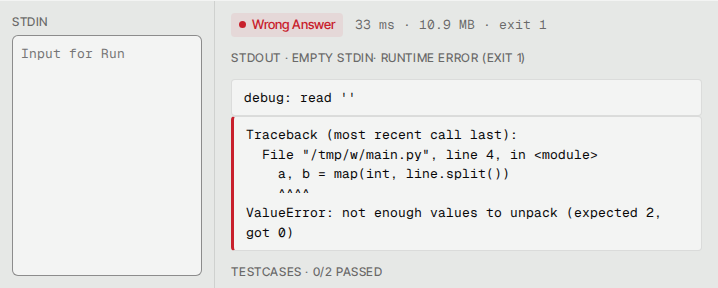 STDIN
Input for Run
Wrong Answer 33 ms · 10.9 MB · exit 1
STDOUT · EMPTY STDIN· RUNTIME ERROR (EXIT 1)
debug: read ''
Traceback (most recent call last):
  File "/tmp/w/main.py", line 4, in <module>
    a, b = map(int, line.split())
    ^^^^
ValueError: not enough values to unpack (expected 2,
got 0)
TESTCASES · 0/2 PASSED